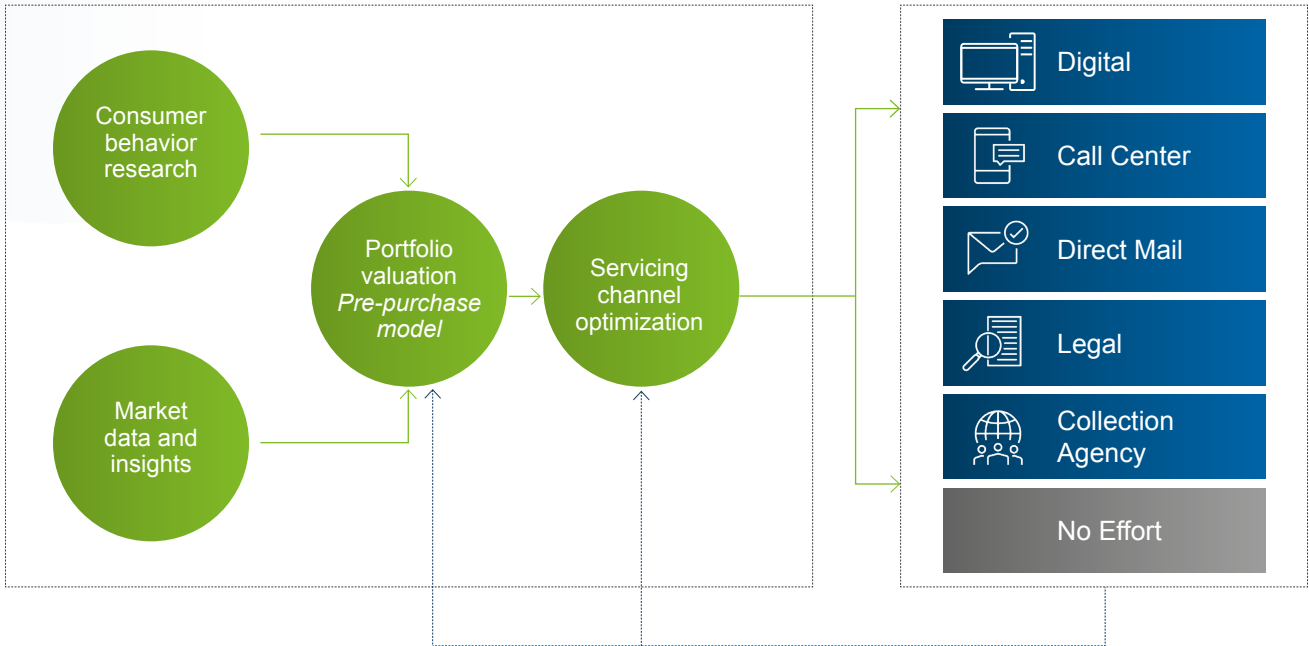 Consumer
behavior
research
Market
data and
insights
Portfolio
valuation
Pre-purchase
model
Servicing
channel
optimization
Digital
Call Center
Direct Mail
Legal
Collection
Agency
No Effort